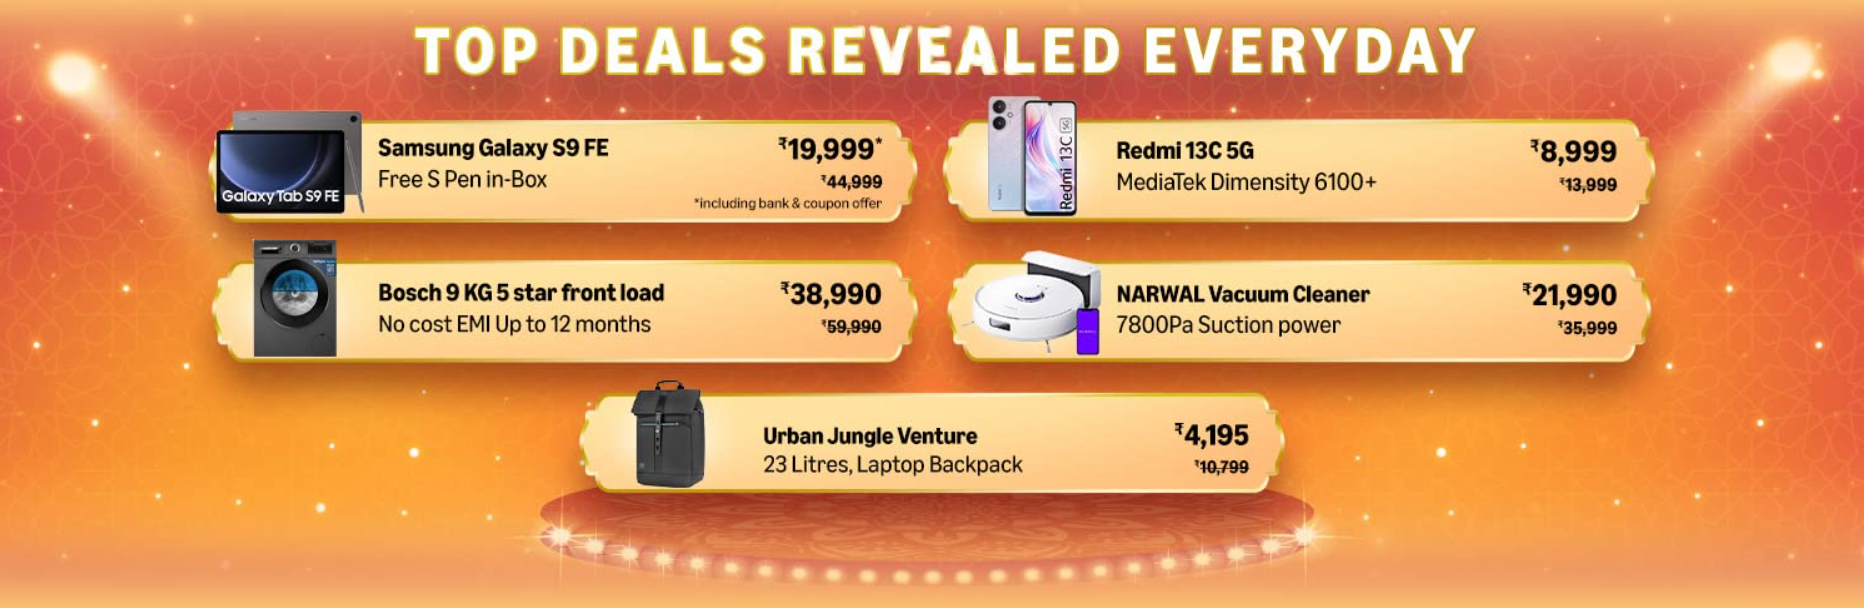 TOP DEALS REVEALED EVERYDAY
Galaxy Tab S9 FE
Samsung Galaxy S9 FE
₹19,999*
Free S Pen in-Box
₹44,999
*including bank & coupon offer
Redmi 13C 5G
Redmi 13C 5G
₹8,999
MediaTek Dimensity 6100+
₹13,999
Bosch 9 KG 5 star front load
₹38,990
No cost EMI Up to 12 months
₹59,990
NARWAL Vacuum Cleaner
₹21,990
7800Pa Suction power
₹35,999
Urban Jungle Venture
₹4,195
23 Litres, Laptop Backpack
₹10,799